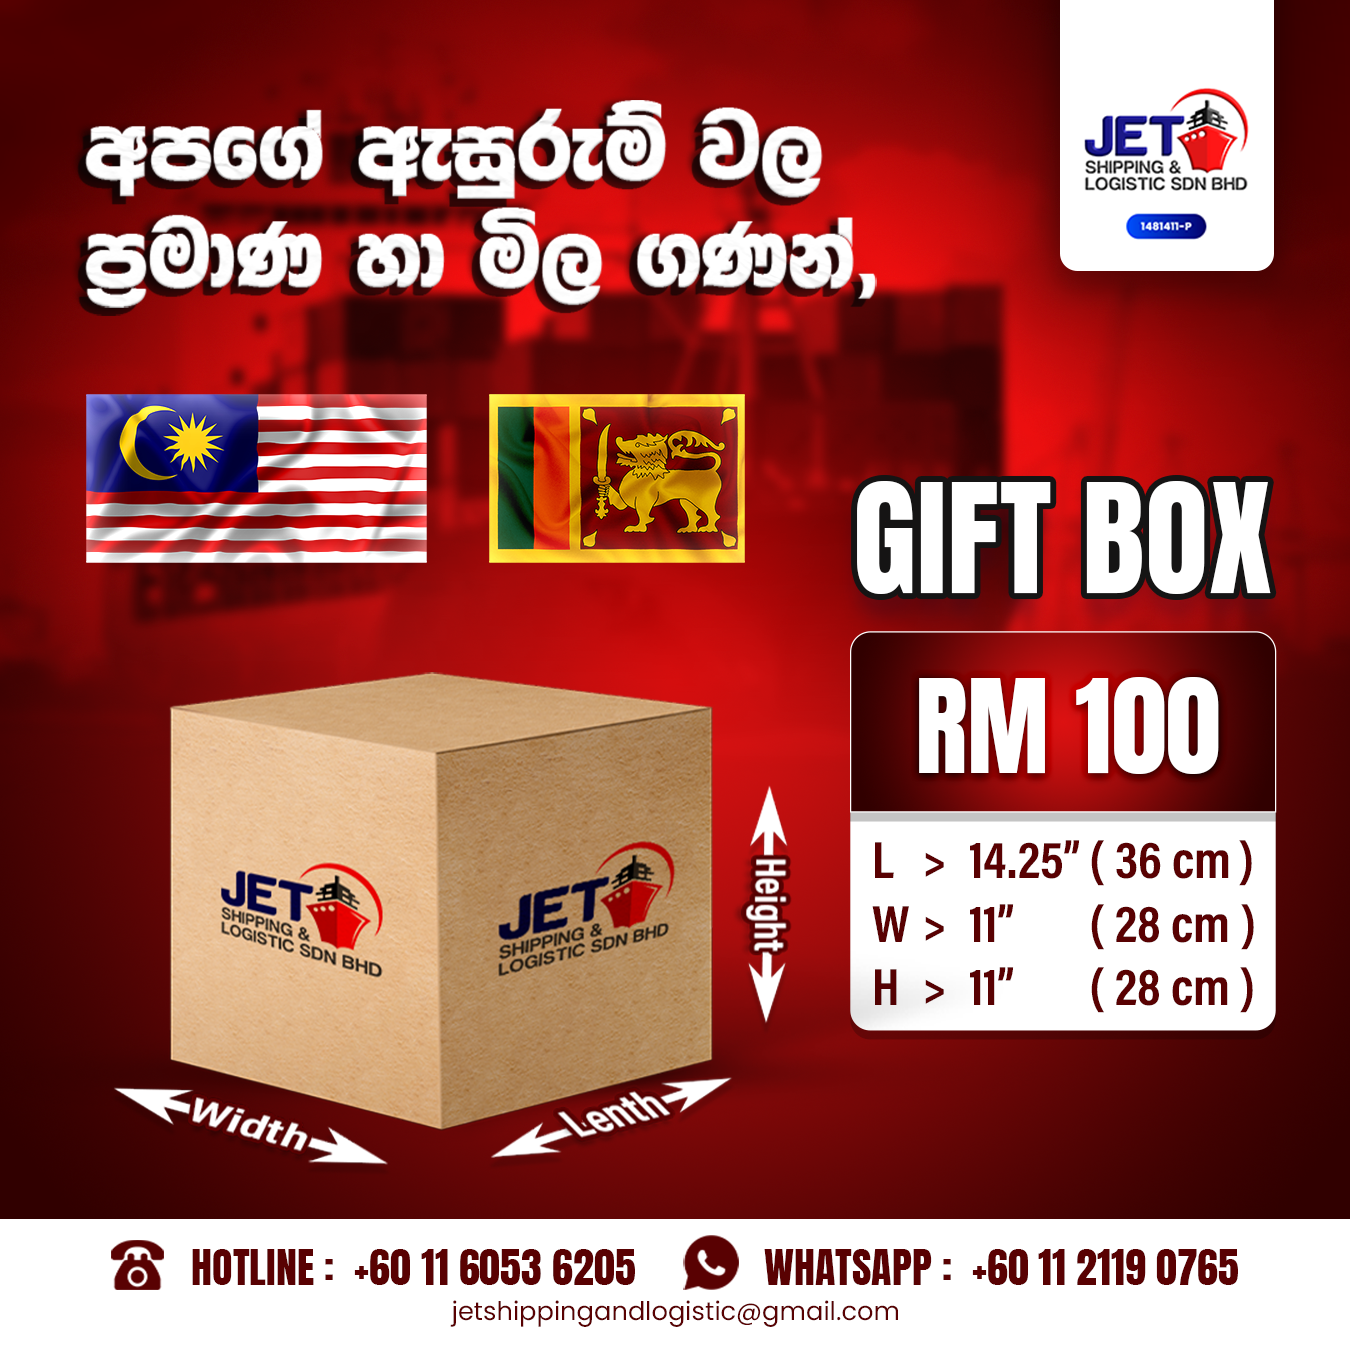 අපගේ ඇසුරුම් වල
ප්‍රමාණ හා මිල ගණන්,
JET
SHIPPING &
LOGISTIC SDN BHD
1481411-P
GIFT BOX
RM 100
L > 14.25” ( 36 cm )
W > 11” ( 28 cm )
H > 11” ( 28 cm )
JET
SHIPPING &
LOGISTIC SDN BHD
JET
SHIPPING &
LOGISTIC SDN BHD
Height
Width
Lenth
HOTLINE : +60 11 6053 6205
WHATSAPP : +60 11 2119 0765
jetshippingandlogistic@gmail.com